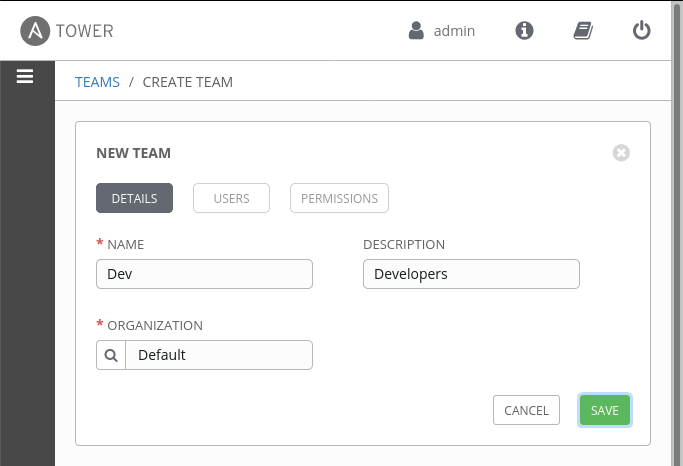 A TOWER admin
TEAMS / CREATE TEAM
NEW TEAM
DETAILS USERS PERMISSIONS
* NAME DESCRIPTION
Dev Developers
* ORGANIZATION
Default
CANCEL SAVE